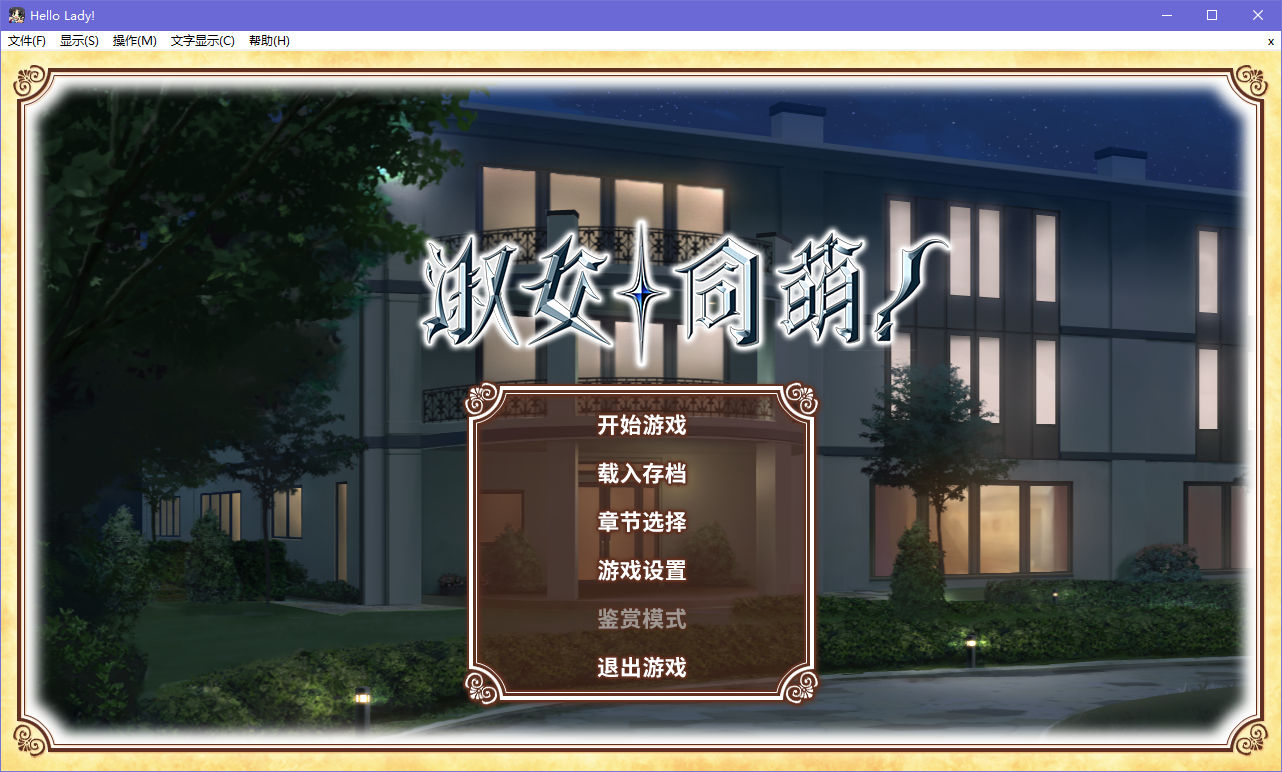 Hello Lady!
文件(F) 显示(S) 操作(M) 文字显示(C) 帮助(H) x
淑女同萌!
开始游戏
载入存档
章节选择
游戏设置
鉴赏模式
退出游戏